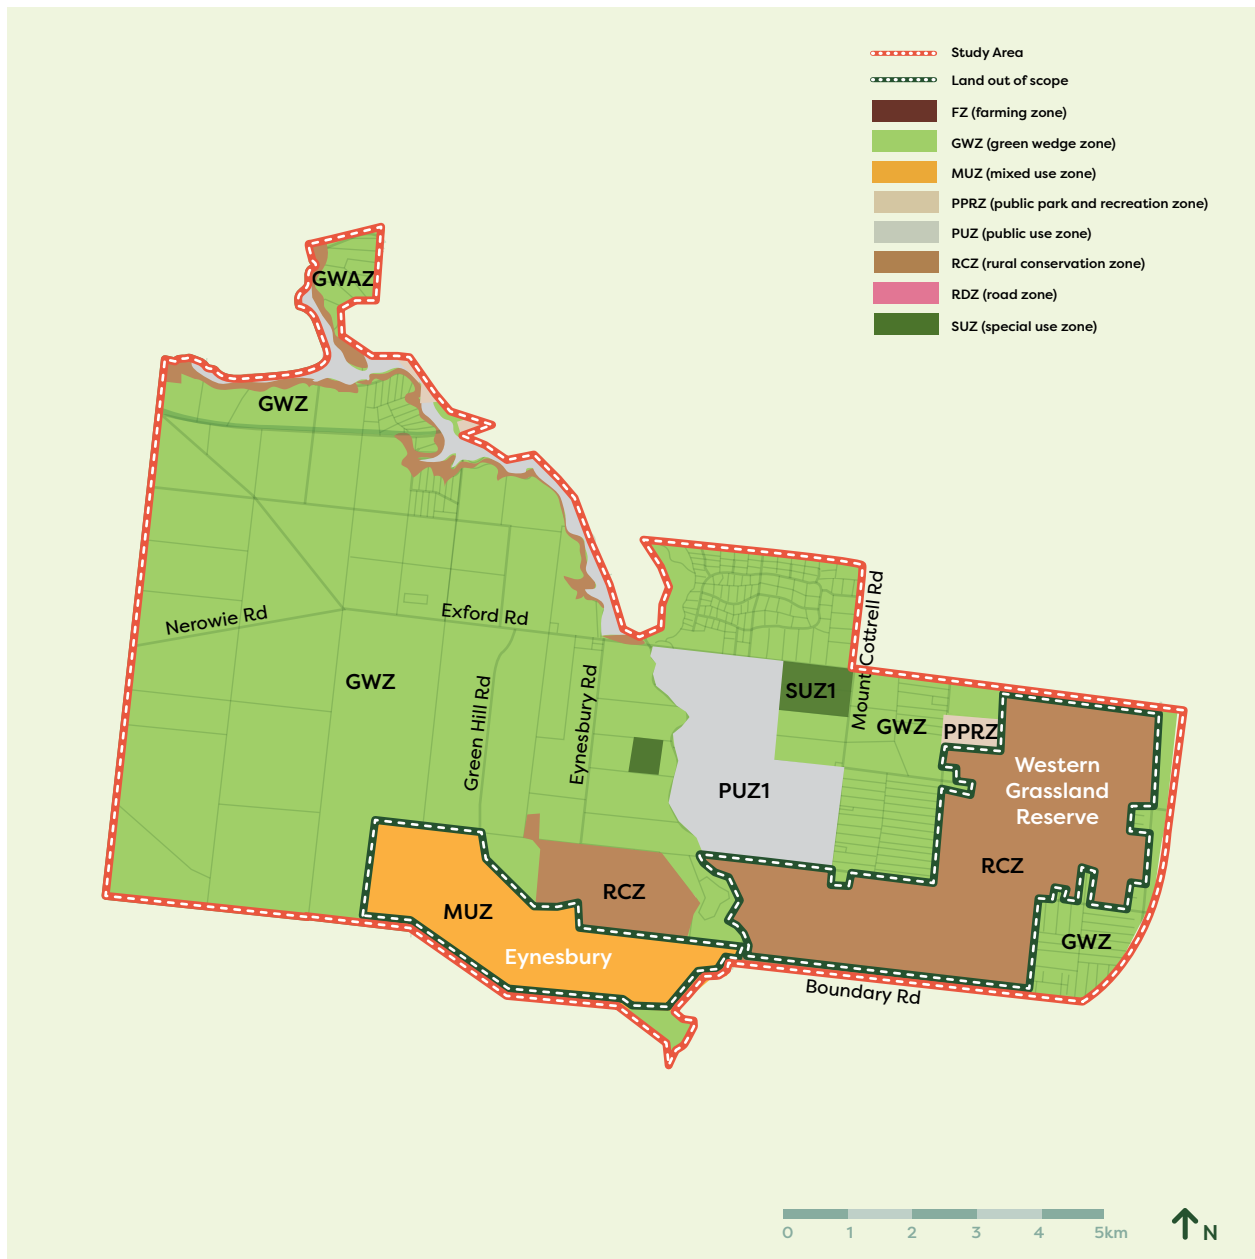 Study Area
Land out of scope
FZ (farming zone)
GWZ (green wedge zone)
MUZ (mixed use zone)
PPRZ (public park and recreation zone)
PUZ (public use zone)
RCZ (rural conservation zone)
RDZ (road zone)
SUZ (special use zone)
GWAZ
GWZ
Nerowie Rd
Exford Rd
Mount Cottrell Rd
GWZ
Green Hill Rd
Eynesbury Rd
SUZ1
GWZ
PPRZ
PUZ1
Western
Grassland
Reserve
RCZ
RCZ
MUZ
GWZ
Eynesbury
Boundary Rd
0 1 2 3 4 5km
N